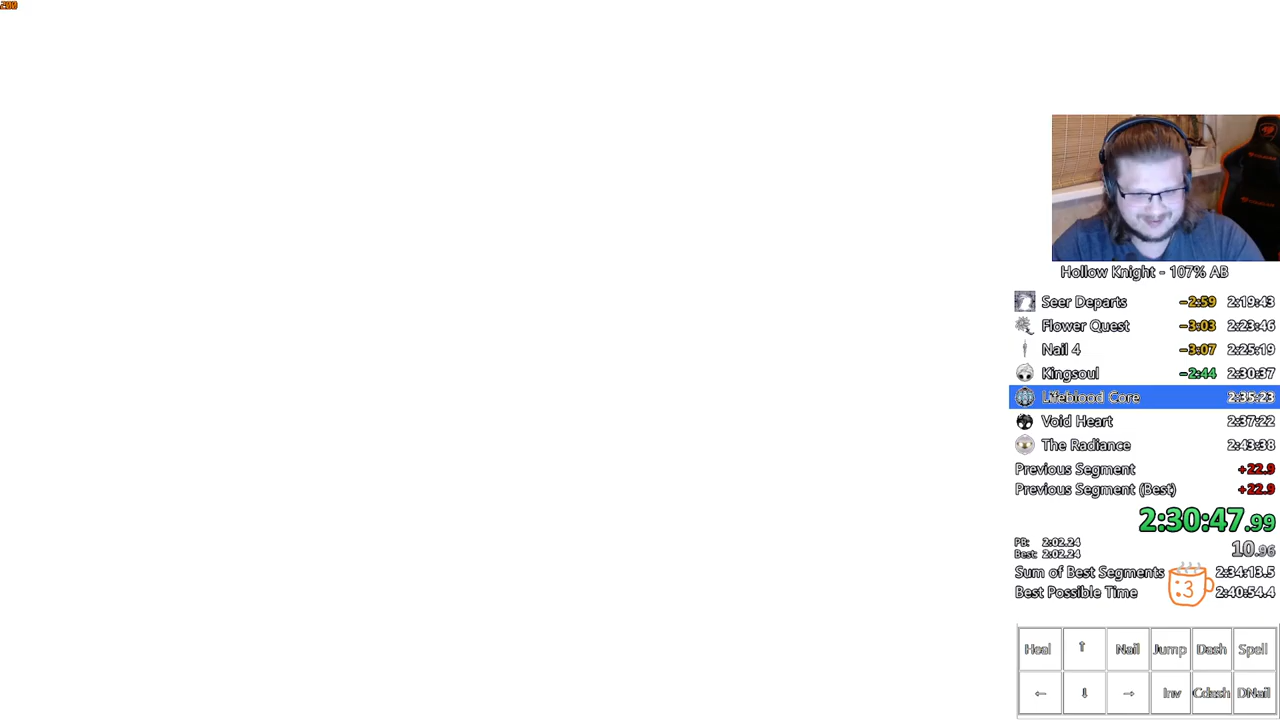 200
Hollow Knight - 107% AB
Seer Departs -2:59 2:19:43
Flower Quest -3:03 2:23:46
Nail 4 -3:07 2:25:19
Kingsoul -2:44 2:30:37
Lifeblood Core 2:35:23
Void Heart 2:37:22
The Radiance 2:43:38
Previous Segment +22.9
Previous Segment (Best) +22.9
2:30:47.99
PB: 2:02.24 10.96
Best: 2:02.24
Sum of Best Segments 2:34:13.5
Best Possible Time 2:40:54.4
:3
Heal ↑ Nail Jump Dash Spell
← ↓ → Inv Cdash DNail